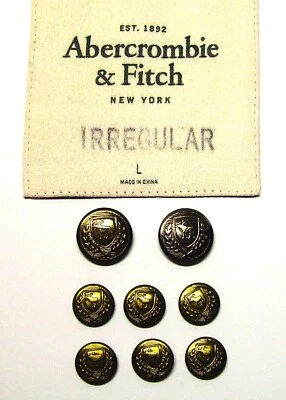 EST. 1892
Abercrombie
& Fitch
NEW YORK
IRREGULAR
L
MADE IN CHINA